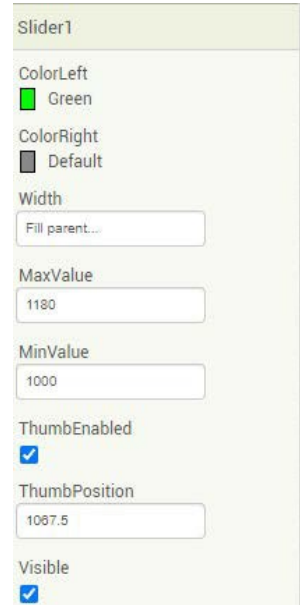 Slider1
ColorLeft
Green
ColorRight
Default
Width
Fill parent...
MaxValue
1180
MinValue
1000
ThumbEnabled
ThumbPosition
1067.5
Visible